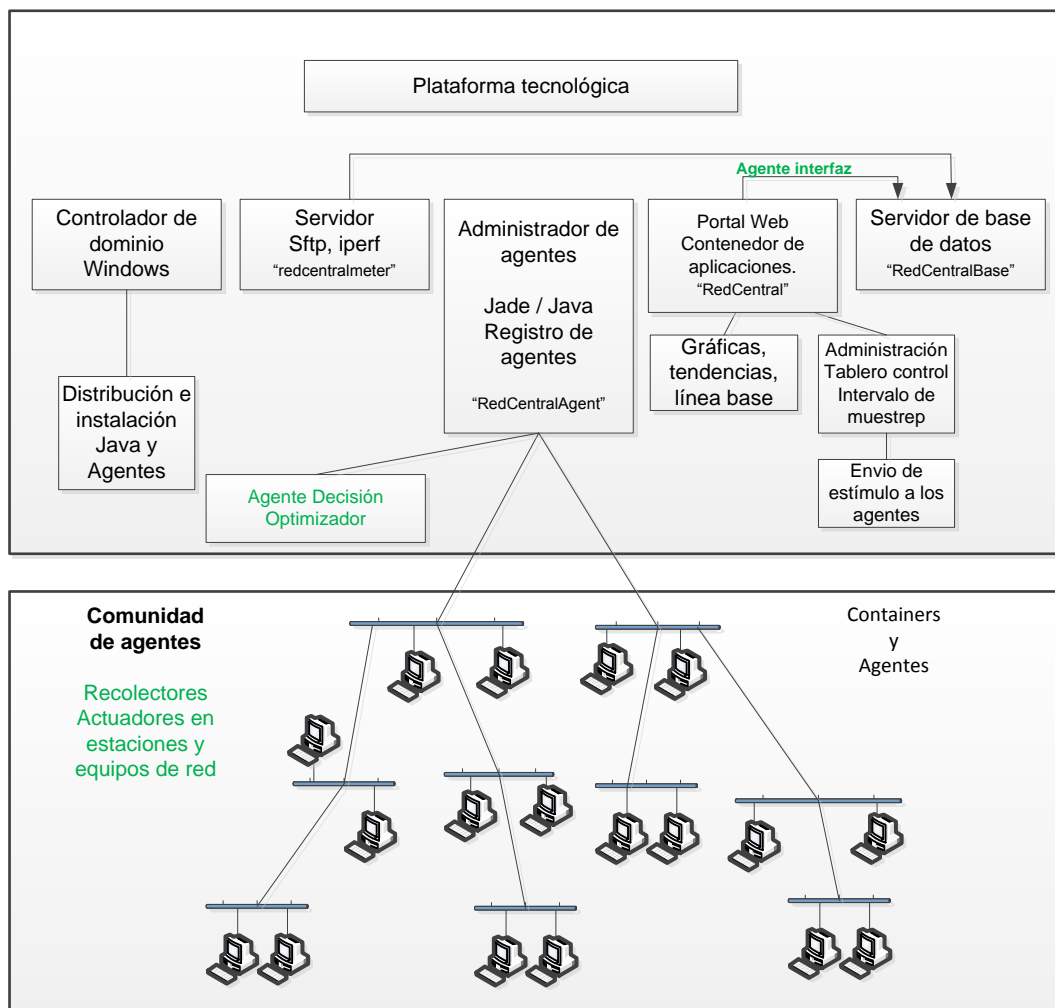 Plataforma tecnológica
Agente interfaz
Controlador de
dominio
Windows
Servidor
Sftp, iperf
“redcentralmeter”
Administrador de
agentes
Jade / Java
Registro de
agentes
“RedCentralAgent”
Portal Web
Contenedor de
aplicaciones.
“RedCentral”
Servidor de base
de datos
“RedCentralBase”
Distribución e
instalación
Java y
Agentes
Gráficas,
tendencias,
línea base
Administración
Tablero control
Intervalo de
muestrep
Agente Decisión
Optimizador
Envio de
estímulo a los
agentes
Comunidad
de agentes
Recolectores
Actuadores en
estaciones y
equipos de red
Containers
y
Agentes